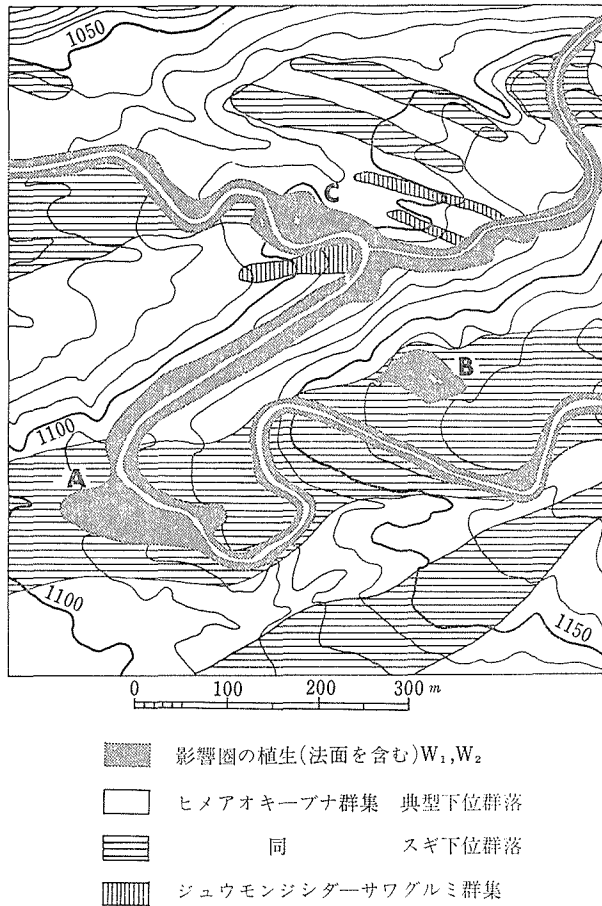 1050
C
B
1100
A
1100
1150
0 100 200 300 m
影響圏の植生(法面を含む)W₁,W₂
ヒメアオキーブナ群集 典型下位群落
同 スギ下位群落
ジュウモンジシダーサワグルミ群集